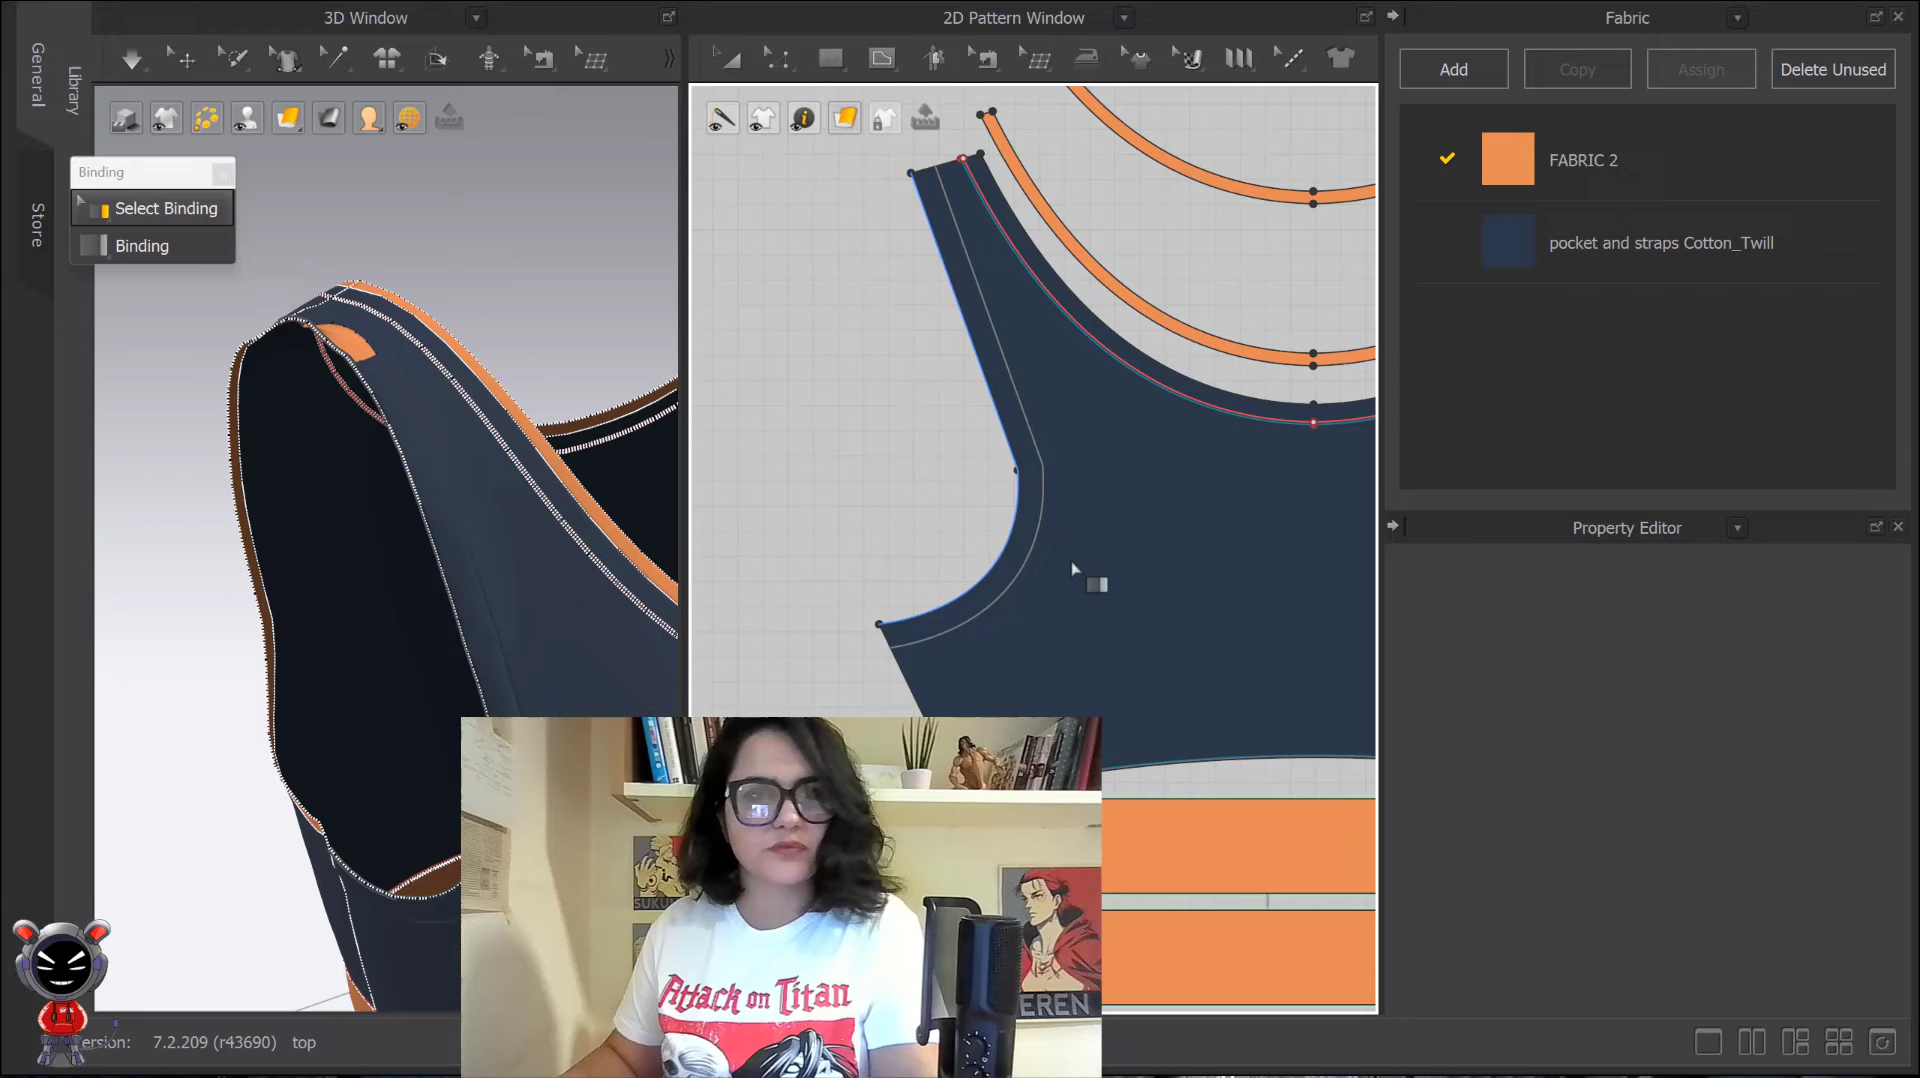 General
Library
Store
3D Window
2D Pattern Window
Fabric
Add
Copy
Assign
Delete Unused
Binding
Select Binding
Binding
FABRIC 2
pocket and straps Cotton_Twill
Property Editor
SUKU
Attack on Titan
EREN
ersion: 7.2.209 (r43690) top